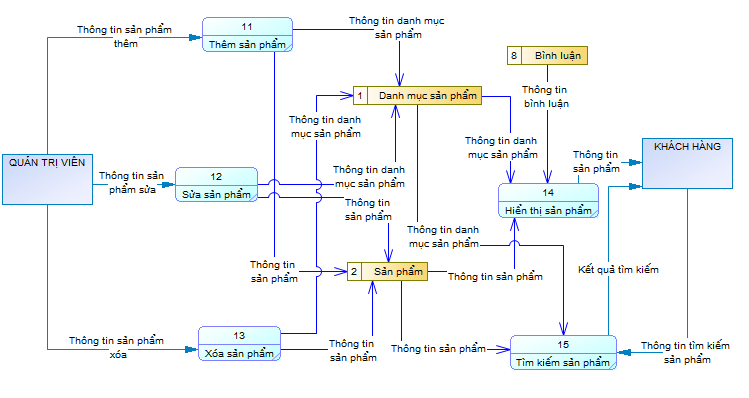 Thông tin sản phẩm
thêm
11
Thêm sản phẩm
Thông tin danh mục
sản phẩm
8 Bình luận
Thông tin
bình luận
1 Danh mục sản phẩm
Thông tin danh
mục sản phẩm
Thông tin danh
mục sản phẩm
KHÁCH HÀNG
Thông tin
sản phẩm
QUẢN TRỊ VIÊN
Thông tin sản
phẩm sửa
12
Sửa sản phẩm
Thông tin danh
mục sản phẩm
14
Hiển thị sản phẩm
Thông tin
sản phẩm
Thông tin danh
mục sản phẩm
Thông tin
sản phẩm
2 Sản phẩm
Thông tin sản phẩm
Kết quả tìm kiếm
Thông tin sản phẩm
xóa
13
Xóa sản phẩm
Thông tin
sản phẩm
Thông tin sản phẩm
15
Tìm kiếm sản phẩm
Thông tin tìm kiếm
sản phẩm